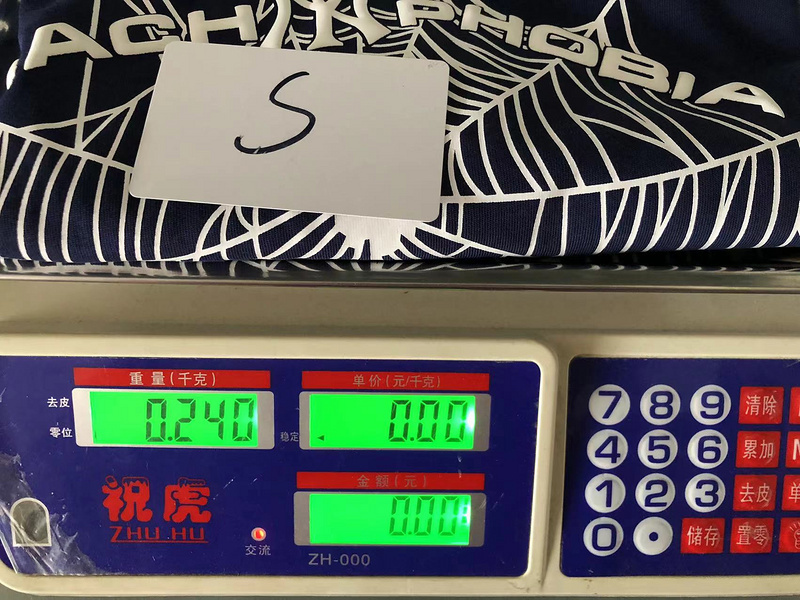 ACH NY PHOBIA
S
重量(千克)
单价(元/千克)
去皮
零位
0.240
稳定
0.00
金额(元)
0.00
祝虎
ZHU.HU
交流
ZH-000
7 8 9 清除
4 5 6 累加 M
1 2 3 去皮 单
0 . 储存 置零